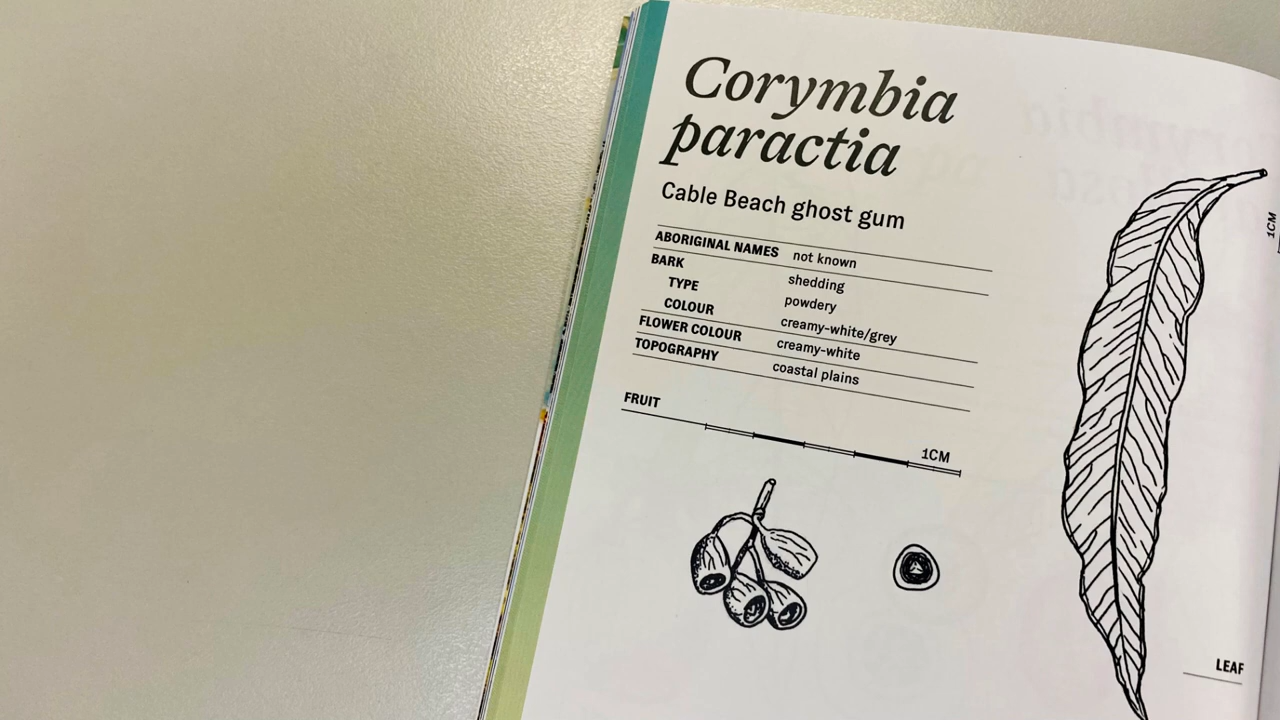 Corymbia
paractia
Cable Beach ghost gum
ABORIGINAL NAMES not known
BARK shedding
TYPE powdery
COLOUR creamy-white/grey
FLOWER COLOUR creamy-white
TOPOGRAPHY coastal plains
FRUIT
1CM
1CM
LEAF